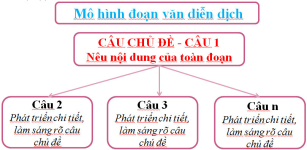 Mô hình đoạn văn diễn dịch
CÂU CHỦ ĐỀ - CÂU 1
Nêu nội dung của toàn đoạn
Câu 2
Phát triển chi tiết,
làm sáng rõ câu
chủ đề
Câu 3
Phát triển chi tiết,
làm sáng rõ câu
chủ đề
Câu n
Phát triển chi tiết,
làm sáng rõ câu
chủ đề